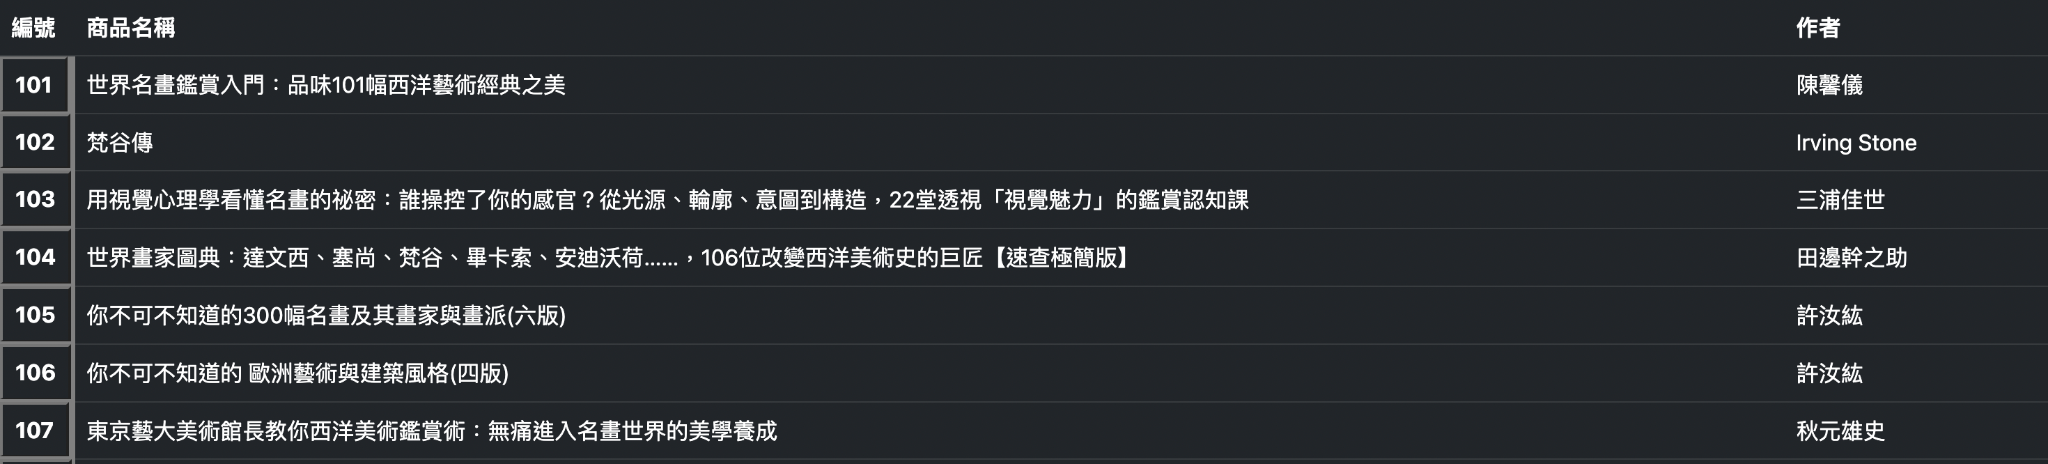 編號 商品名稱 作者
101 世界名畫鑑賞入門：品味101幅西洋藝術經典之美 陳馨儀
102 梵谷傳 Irving Stone
103 用視覺心理學看懂名畫的祕密：誰操控了你的感官？從光源、輪廓、意圖到構造，22堂透視「視覺魅力」的鑑賞認知課 三浦佳世
104 世界畫家圖典：達文西、塞尚、梵谷、畢卡索、安迪沃荷……，106位改變西洋美術史的巨匠【速查極簡版】 田邊幹之助
105 你不可不知道的300幅名畫及其畫家與畫派(六版) 許汝紘
106 你不可不知道的 歐洲藝術與建築風格(四版) 許汝紘
107 東京藝大美術館長教你西洋美術鑑賞術：無痛進入名畫世界的美學養成 秋元雄史